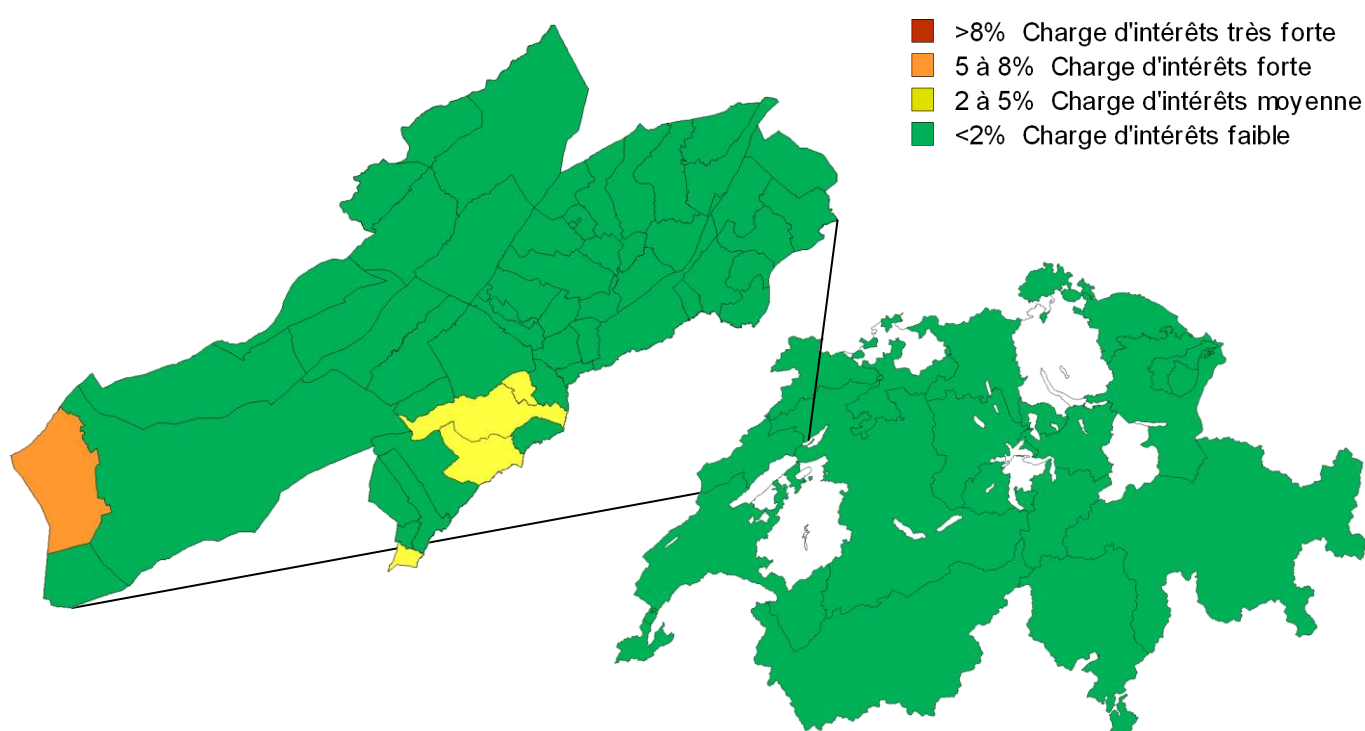 >8% Charge d'intérêts très forte
5 à 8% Charge d'intérêts forte
2 à 5% Charge d'intérêts moyenne
<2% Charge d'intérêts faible